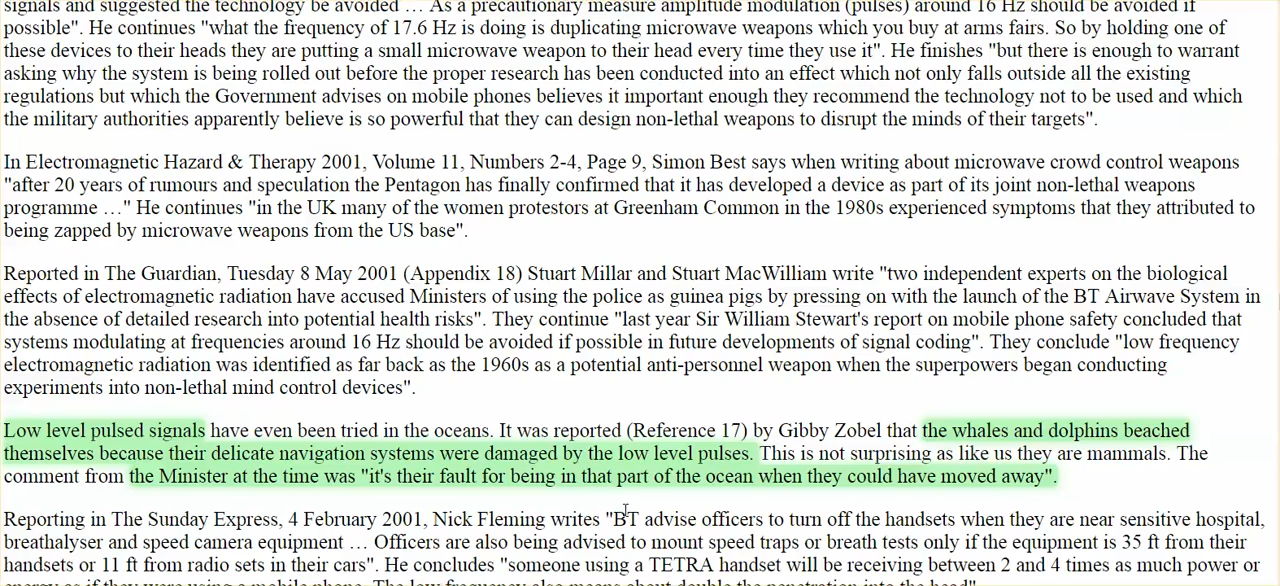 signals and suggested the technology be avoided … As a precautionary measure amplitude modulation (pulses) around 16 Hz should be avoided if
possible". He continues "what the frequency of 17.6 Hz is doing is duplicating microwave weapons which you buy at arms fairs. So by holding one of
these devices to their heads they are putting a small microwave weapon to their head every time they use it". He finishes "but there is enough to warrant
asking why the system is being rolled out before the proper research has been conducted into an effect which not only falls outside all the existing
regulations but which the Government advises on mobile phones believes it important enough they recommend the technology not to be used and which
the military authorities apparently believe is so powerful that they can design non-lethal weapons to disrupt the minds of their targets".
In Electromagnetic Hazard & Therapy 2001, Volume 11, Numbers 2-4, Page 9, Simon Best says when writing about microwave crowd control weapons
"after 20 years of rumours and speculation the Pentagon has finally confirmed that it has developed a device as part of its joint non-lethal weapons
programme …" He continues "in the UK many of the women protestors at Greenham Common in the 1980s experienced symptoms that they attributed to
being zapped by microwave weapons from the US base".
Reported in The Guardian, Tuesday 8 May 2001 (Appendix 18) Stuart Millar and Stuart MacWilliam write "two independent experts on the biological
effects of electromagnetic radiation have accused Ministers of using the police as guinea pigs by pressing on with the launch of the BT Airwave System in
the absence of detailed research into potential health risks". They continue "last year Sir William Stewart's report on mobile phone safety concluded that
systems modulating at frequencies around 16 Hz should be avoided if possible in future developments of signal coding". They conclude "low frequency
electromagnetic radiation was identified as far back as the 1960s as a potential anti-personnel weapon when the superpowers began conducting
experiments into non-lethal mind control devices".
Low level pulsed signals have even been tried in the oceans. It was reported (Reference 17) by Gibby Zobel that the whales and dolphins beached
themselves because their delicate navigation systems were damaged by the low level pulses. This is not surprising as like us they are mammals. The
comment from the Minister at the time was "it's their fault for being in that part of the ocean when they could have moved away".
Reporting in The Sunday Express, 4 February 2001, Nick Fleming writes "BT advise officers to turn off the handsets when they are near sensitive hospital,
breathalyser and speed camera equipment … Officers are also being advised to mount speed traps or breath tests only if the equipment is 35 ft from their
handsets or 11 ft from radio sets in their cars". He concludes "someone using a TETRA handset will be receiving between 2 and 4 times as much power or
energy as if they were using a mobile phone. The low frequency also means about double the penetration into the head".